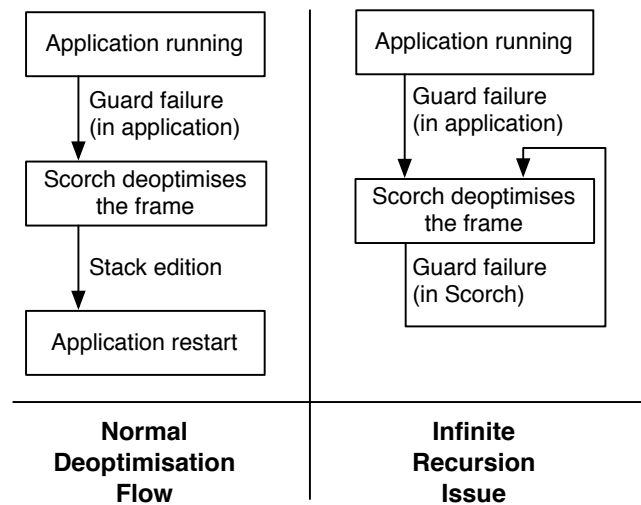 Application running
Guard failure
(in application)
Scorch deoptimises
the frame
Stack edition
Application restart
Normal
Deoptimisation
Flow
Application running
Guard failure
(in application)
Scorch deoptimises
the frame
Guard failure
(in Scorch)
Infinite
Recursion
Issue